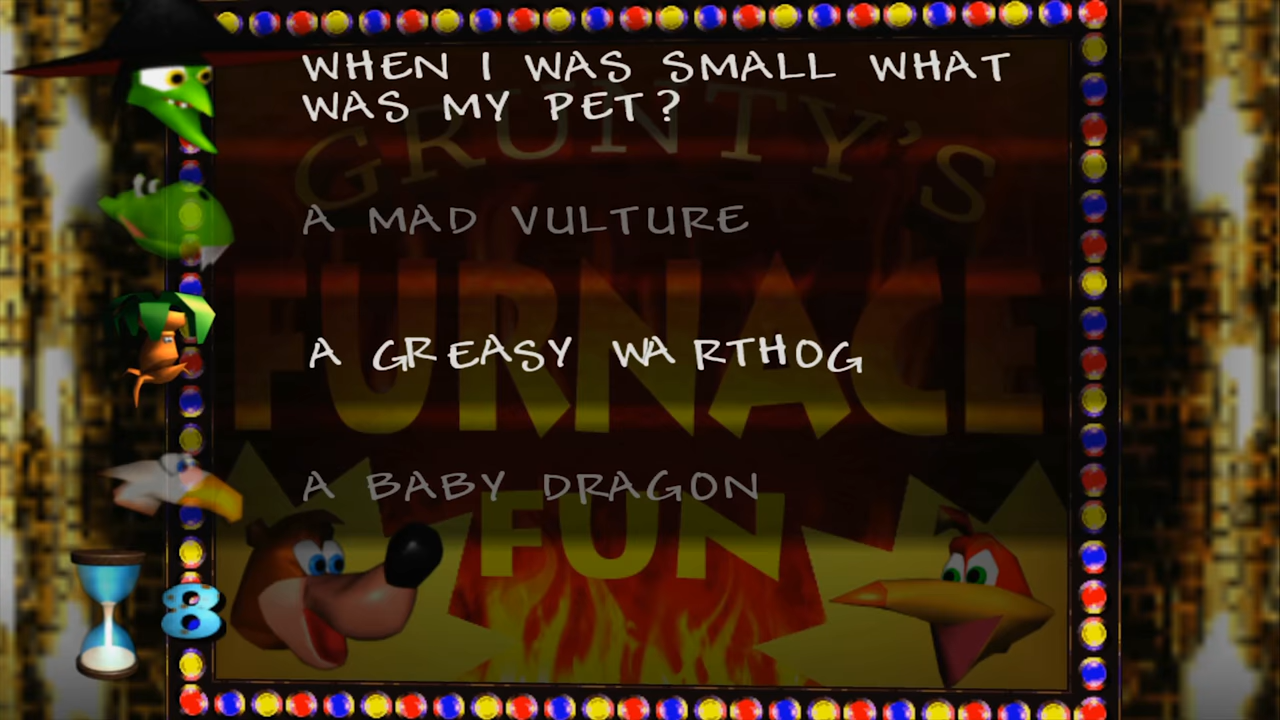 WHEN I WAS SMALL WHAT
WAS MY PET?
GRUNTY'S
A MAD VULTURE
FURNACE
A GREASY WARTHOG
A BABY DRAGON
FUN
8